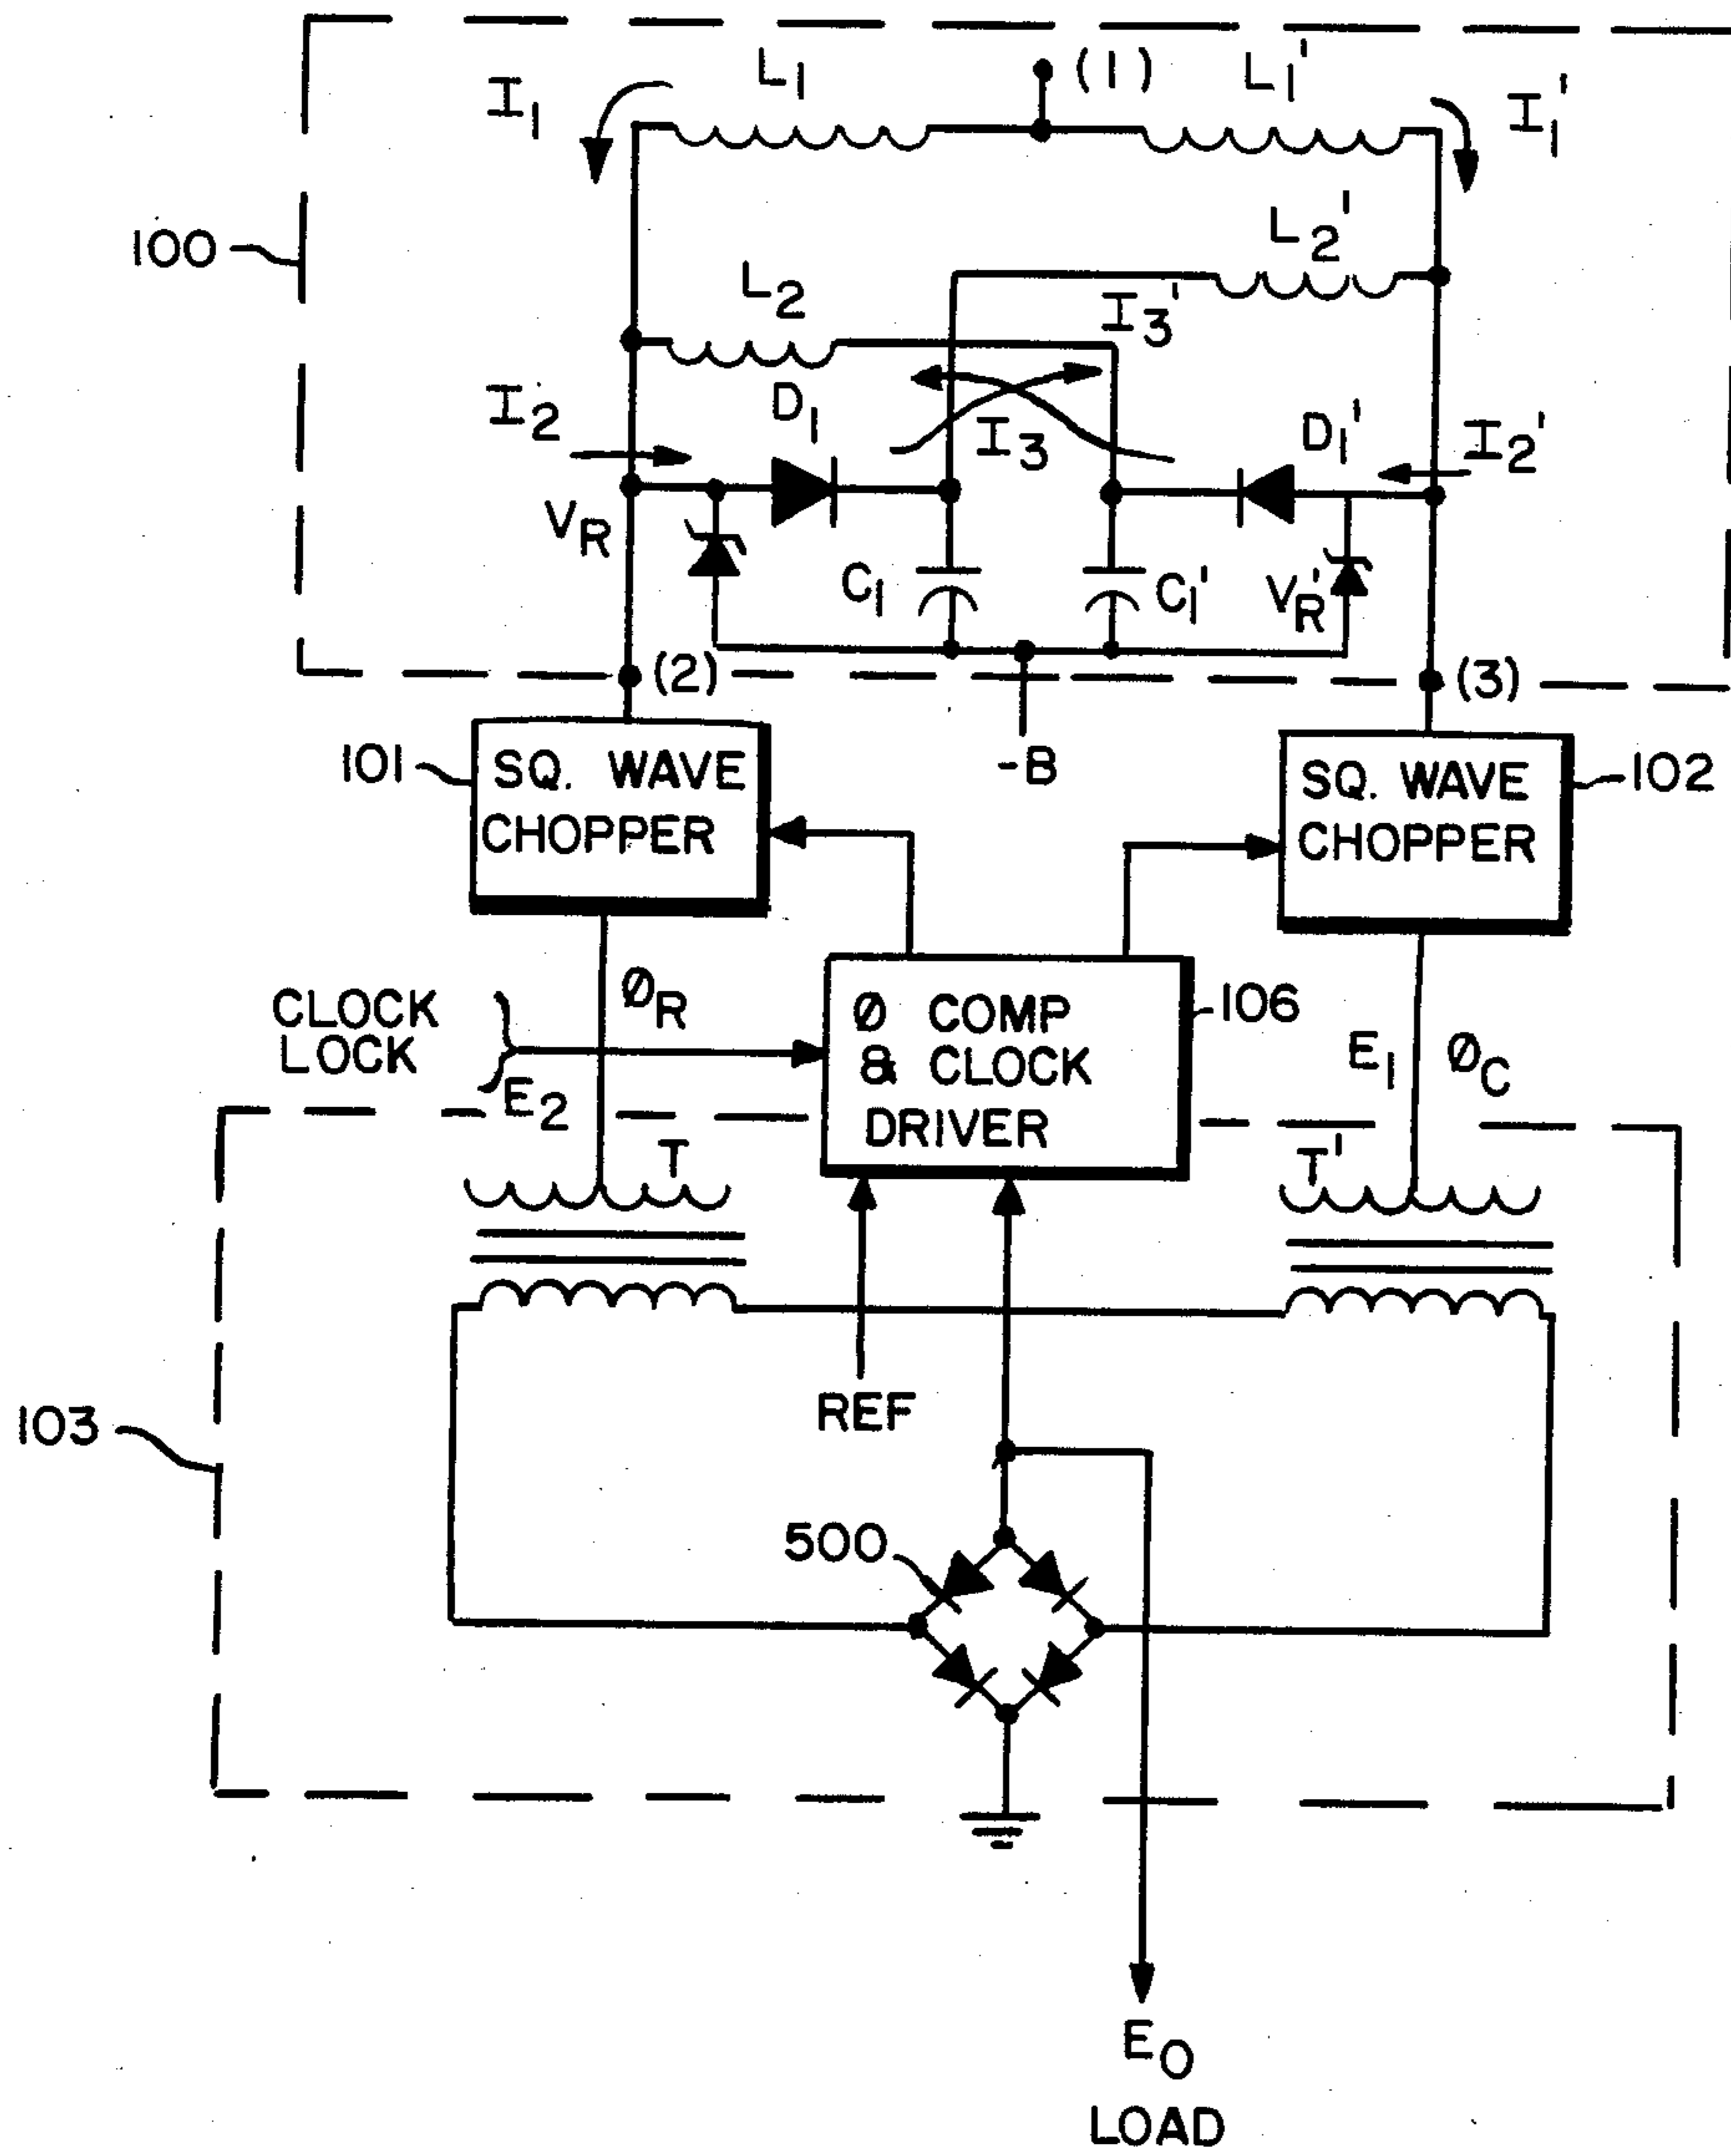 I1
L1
(1)
L1'
I1'
100
L2'
L2
I3'
I2
D1
I3
D1'
I2'
VR
C1
C1'
VR'
(2)
(3)
-B
101
SQ. WAVE
CHOPPER
SQ. WAVE
CHOPPER
102
CLOCK
LOCK
ØR
Ø COMP
& CLOCK
DRIVER
106
E1
ØC
E2
T
T'
REF
103
500
EO
LOAD